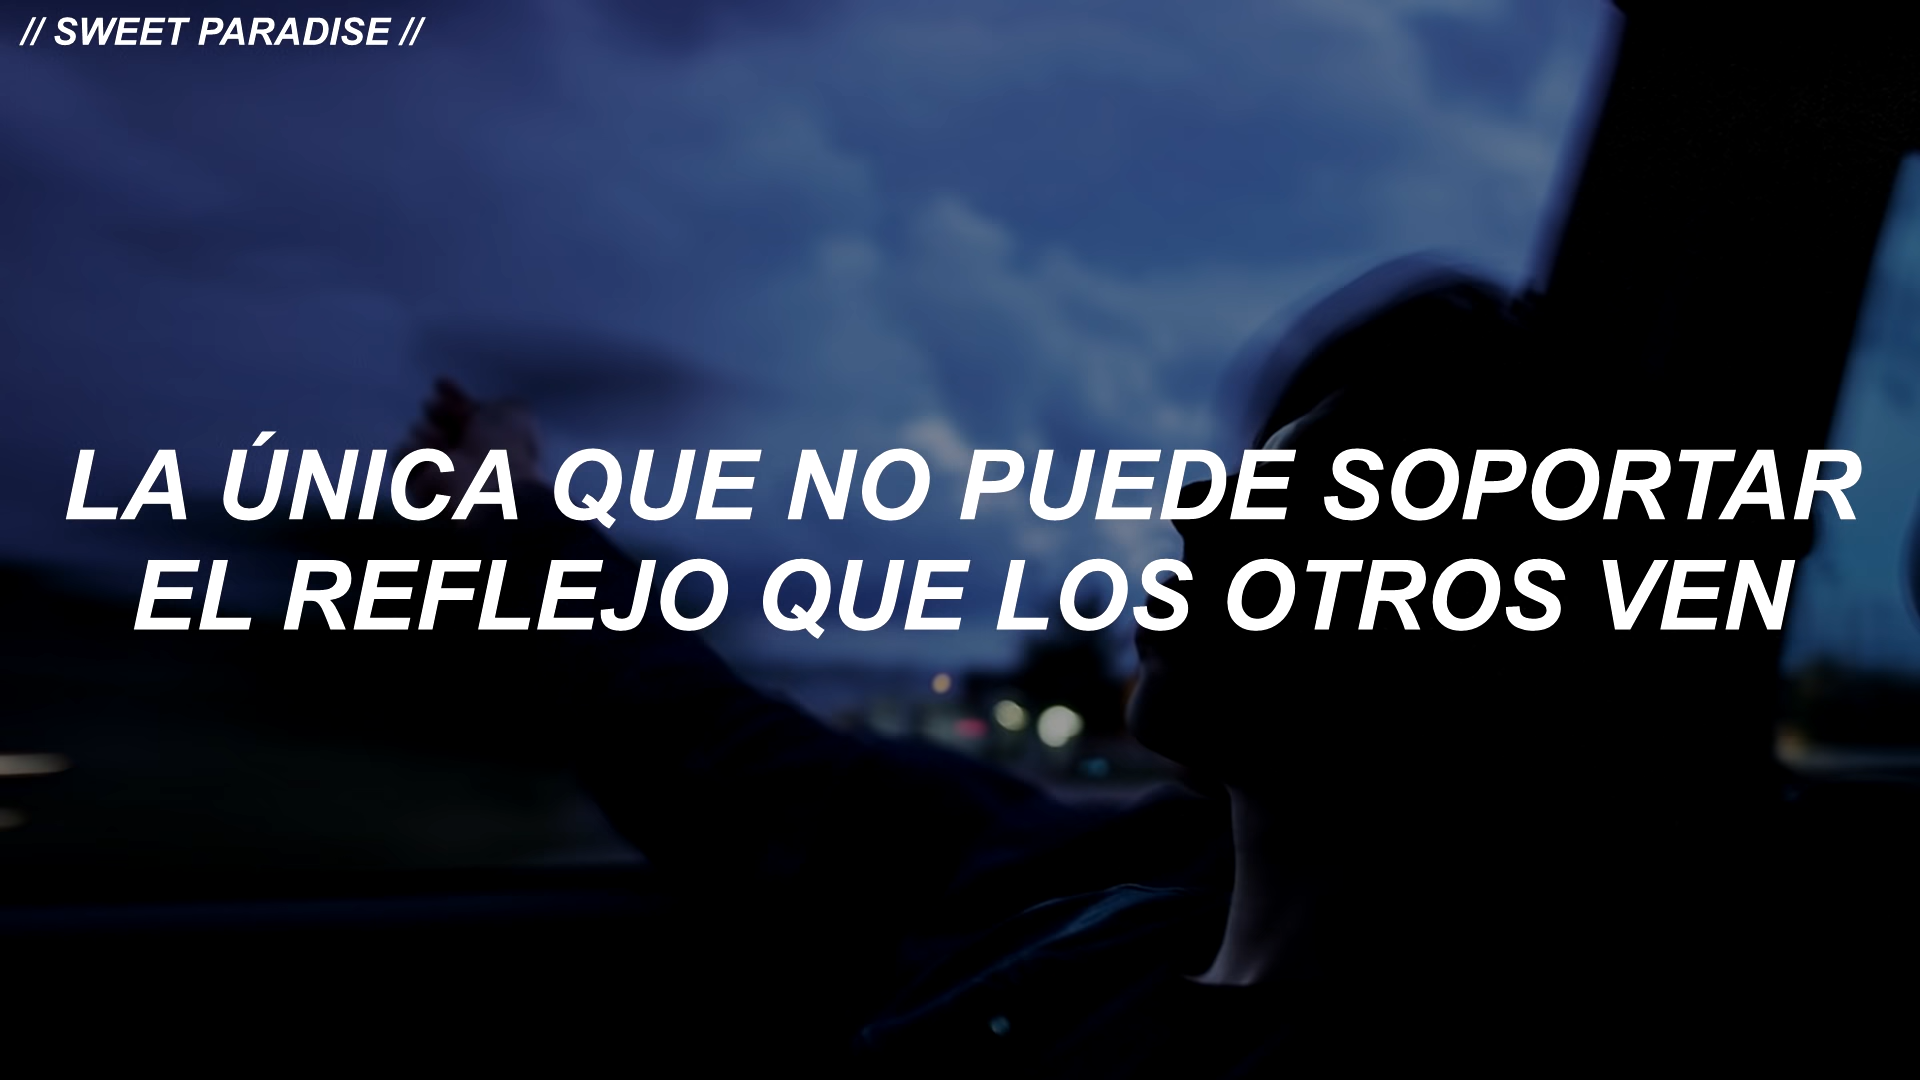 // SWEET PARADISE //
LA ÚNICA QUE NO PUEDE SOPORTAR
EL REFLEJO QUE LOS OTROS VEN